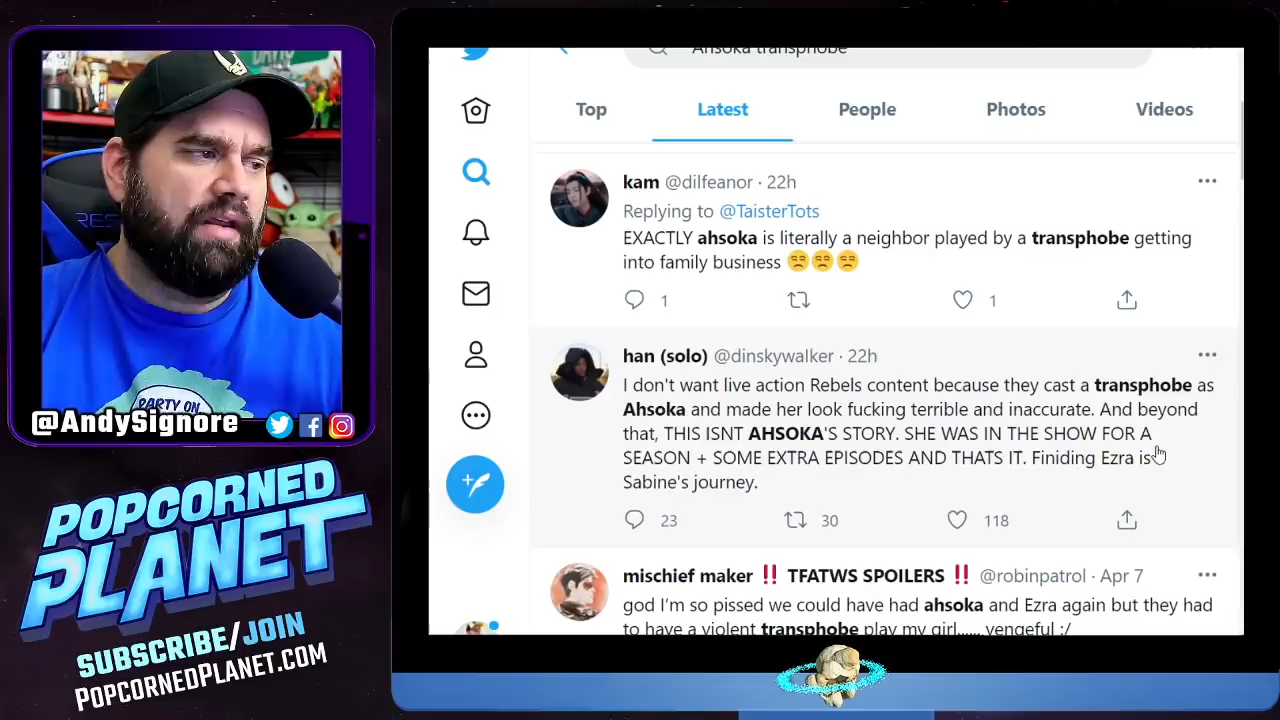 Ahsoka transphobe
Top
Latest
People
Photos
Videos
kam @dilfeanor · 22h
Replying to @TaisterTots
EXACTLY ahsoka is literally a neighbor played by a transphobe getting
into family business 😒😒😒
1
1
han (solo) @dinskywalker · 22h
I don't want live action Rebels content because they cast a transphobe as
Ahsoka and made her look fucking terrible and inaccurate. And beyond
that, THIS ISNT AHSOKA'S STORY. SHE WAS IN THE SHOW FOR A
SEASON + SOME EXTRA EPISODES AND THATS IT. Finiding Ezra is
Sabine's journey.
23
30
118
mischief maker ‼️ TFATWS SPOILERS ‼️ @robinpatrol · Apr 7
god I'm so pissed we could have had ahsoka and Ezra again but they had
to have a violent transphobe play my girl...... vengeful :/
PARTY ON
@AndySignore
POPCORNED
PLANET
SUBSCRIBE/JOIN
POPCORNEDPLANET.COM